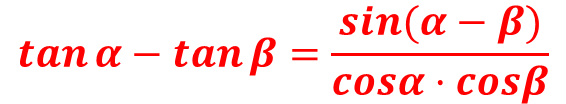 tan α − tan β = sin(α − β) / cosα · cosβ